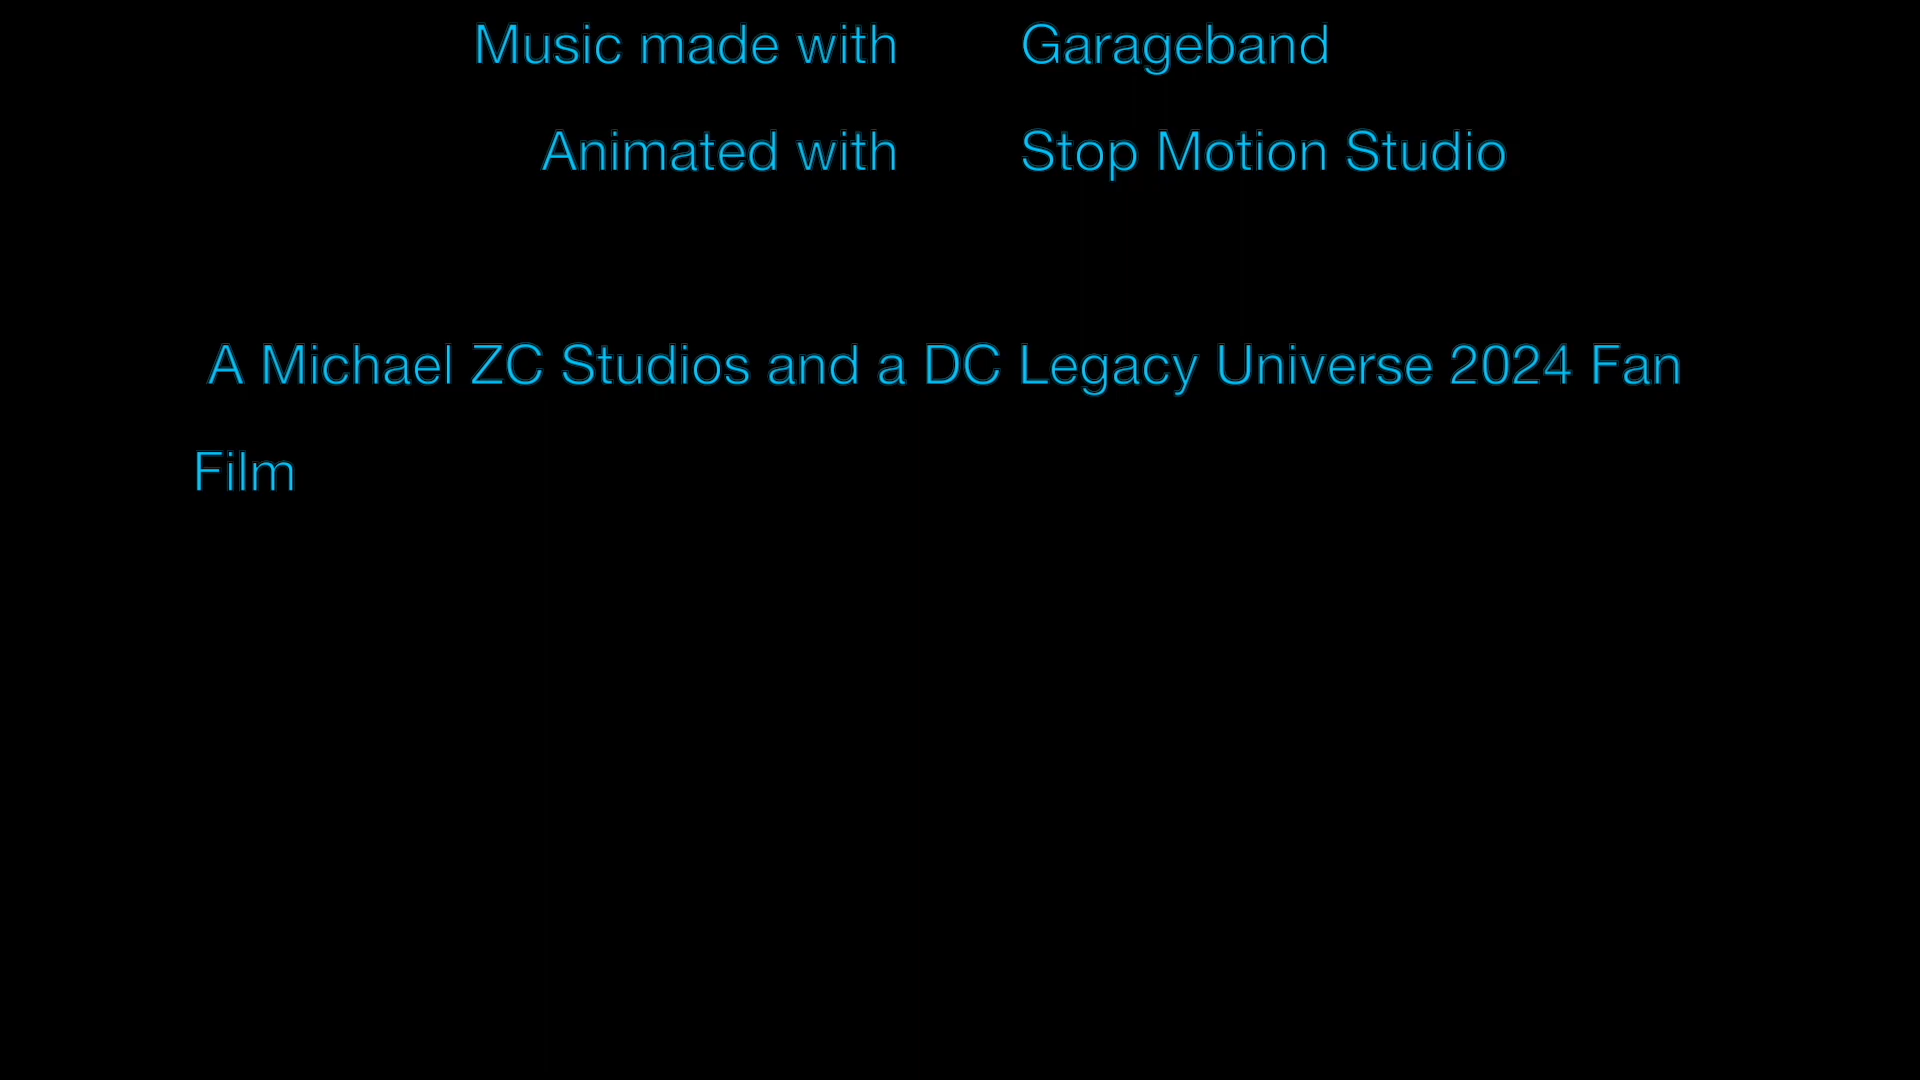 Music made with Garageband
Animated with Stop Motion Studio
A Michael ZC Studios and a DC Legacy Universe 2024 Fan
Film